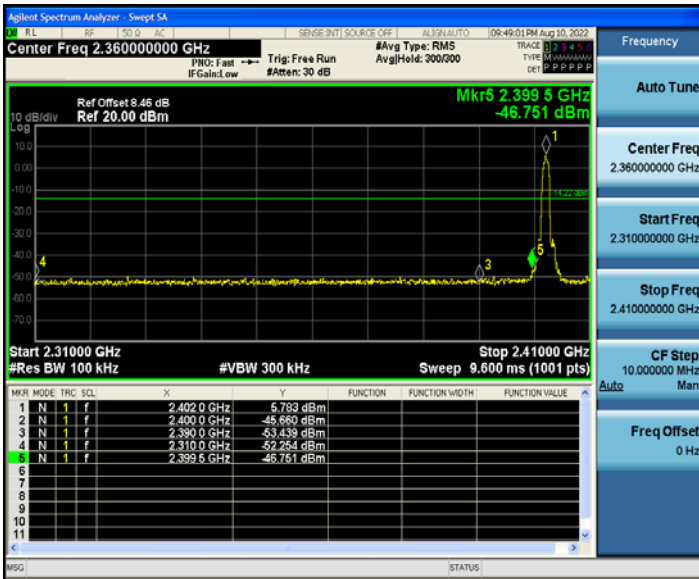 Agilent Spectrum Analyzer - Swept SA
RL RF 50 Ω AC SENSE:INT SOURCE OFF ALIGN AUTO 09:49:01 PM Aug 10, 2022
Center Freq 2.360000000 GHz
PNO: Fast
IFGain:Low
Trig: Free Run
#Atten: 30 dB
#Avg Type: RMS
Avg|Hold: 300/300
TRACE 1 2 3 4 5 6
TYPE M
DET P P P P P P
Ref Offset 8.46 dB
Ref 20.00 dBm
10 dB/div
Log
Mkr5 2.399 5 GHz
-46.751 dBm
10.0
0.00
-10.0
-20.0
-30.0
-40.0
-50.0
-60.0
-70.0
-14.22 dBm
1
5
3
4
Start 2.31000 GHz
Stop 2.41000 GHz
#Res BW 100 kHz
#VBW 300 kHz
Sweep 9.600 ms (1001 pts)
MKR MODE TRC SCL X Y FUNCTION FUNCTION WIDTH FUNCTION VALUE
1 N 1 f 2.402 0 GHz 5.783 dBm
2 N 1 f 2.400 0 GHz -45.660 dBm
3 N 1 f 2.390 0 GHz -53.439 dBm
4 N 1 f 2.310 0 GHz -52.254 dBm
5 N 1 f 2.399 5 GHz -46.751 dBm
6
7
8
9
10
11
MSG
STATUS
Frequency
Auto Tune
Center Freq
2.360000000 GHz
Start Freq
2.310000000 GHz
Stop Freq
2.410000000 GHz
CF Step
10.000000 MHz
Auto Man
Freq Offset
0 Hz